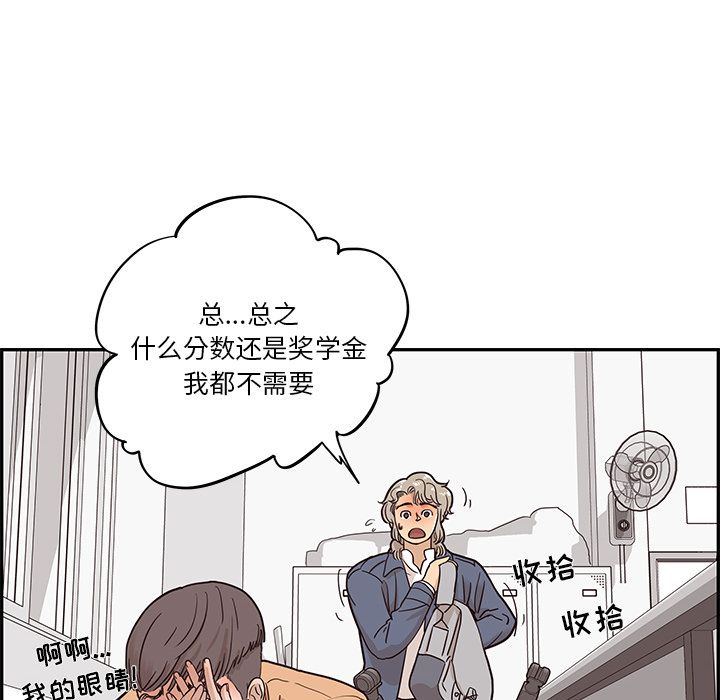 总...总之
什么分数还是奖学金
我都不需要
收拾
收拾
啊啊...
我的眼睛!